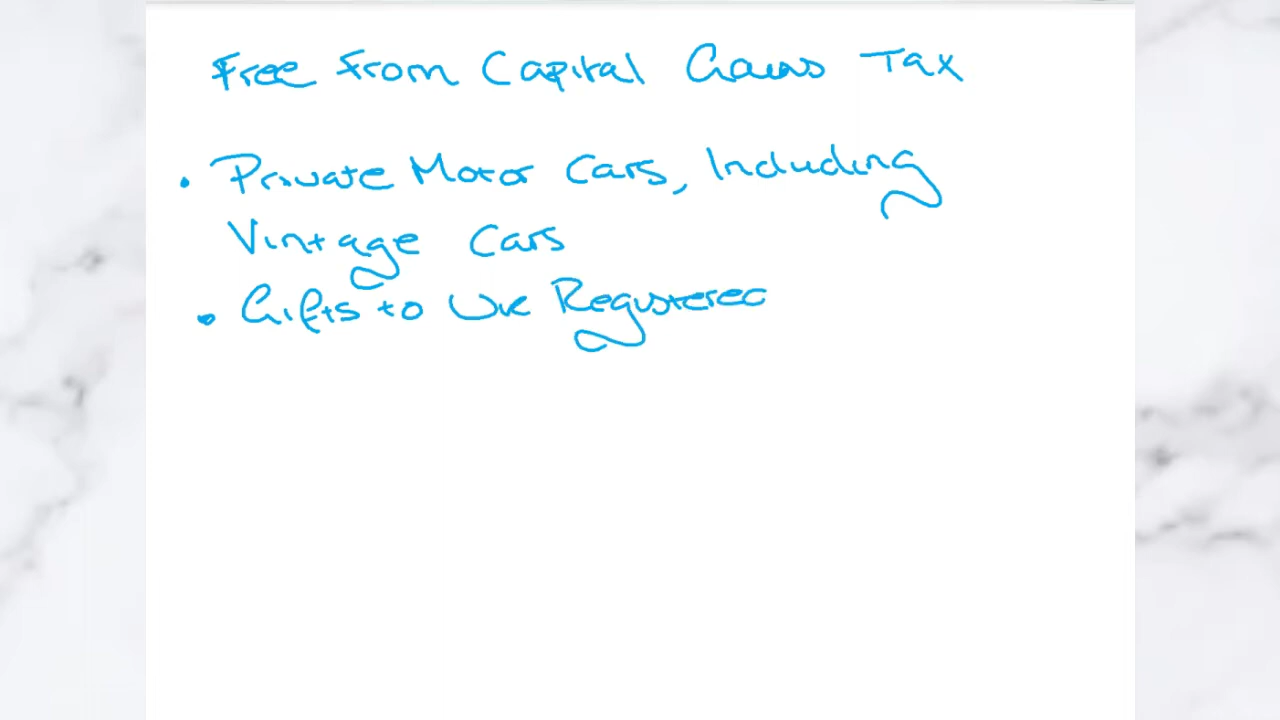 Free From Capital Gains Tax
• Private Motor Cars, Including
Vintage Cars
• Gifts to UK Registered